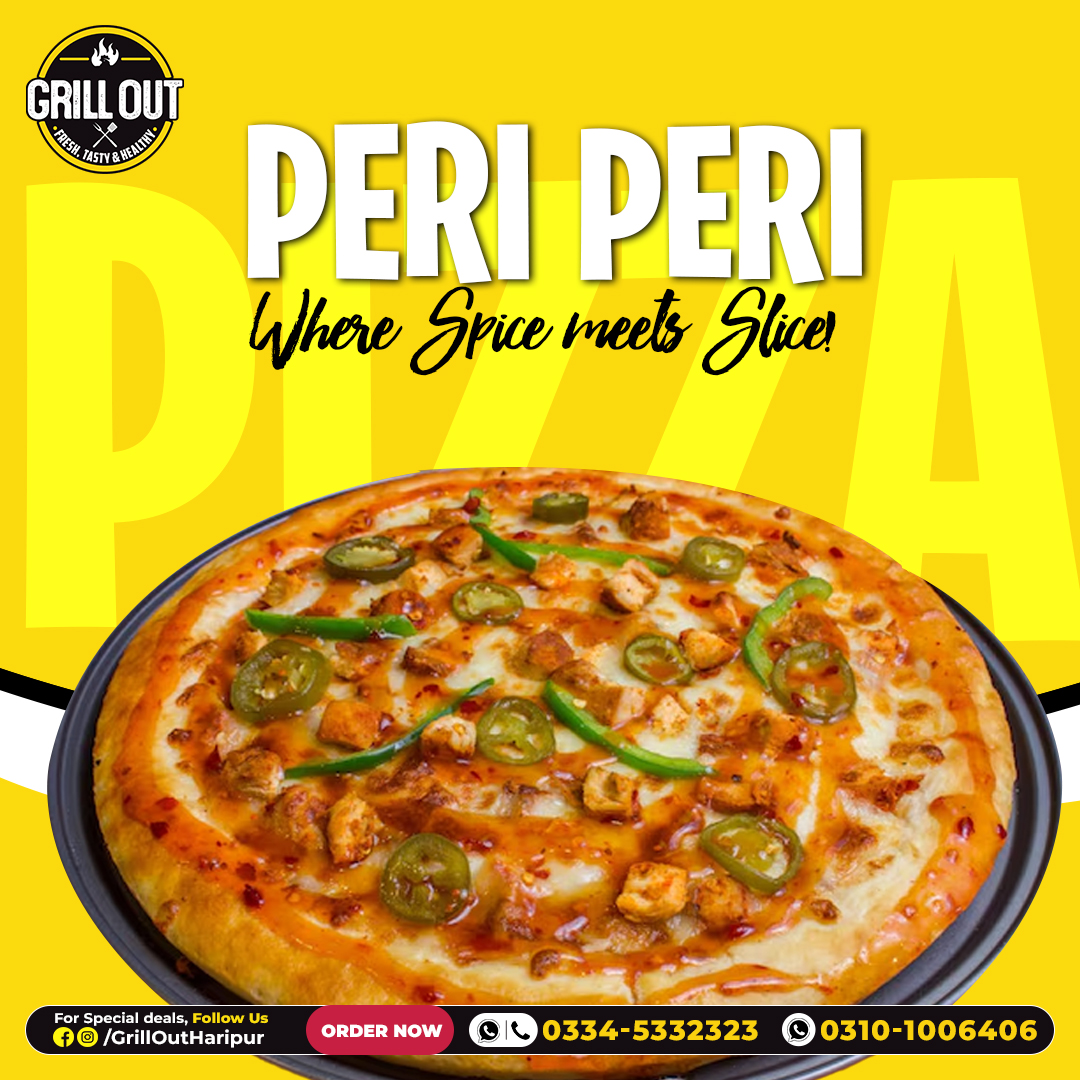 GRILL OUT
• FRESH, TASTY & HEALTHY •
PERI PERI
PIZZA
Where Spice meets Slice!
For Special deals, Follow Us
/GrillOutHaripur
ORDER NOW
0334-5332323
0310-1006406